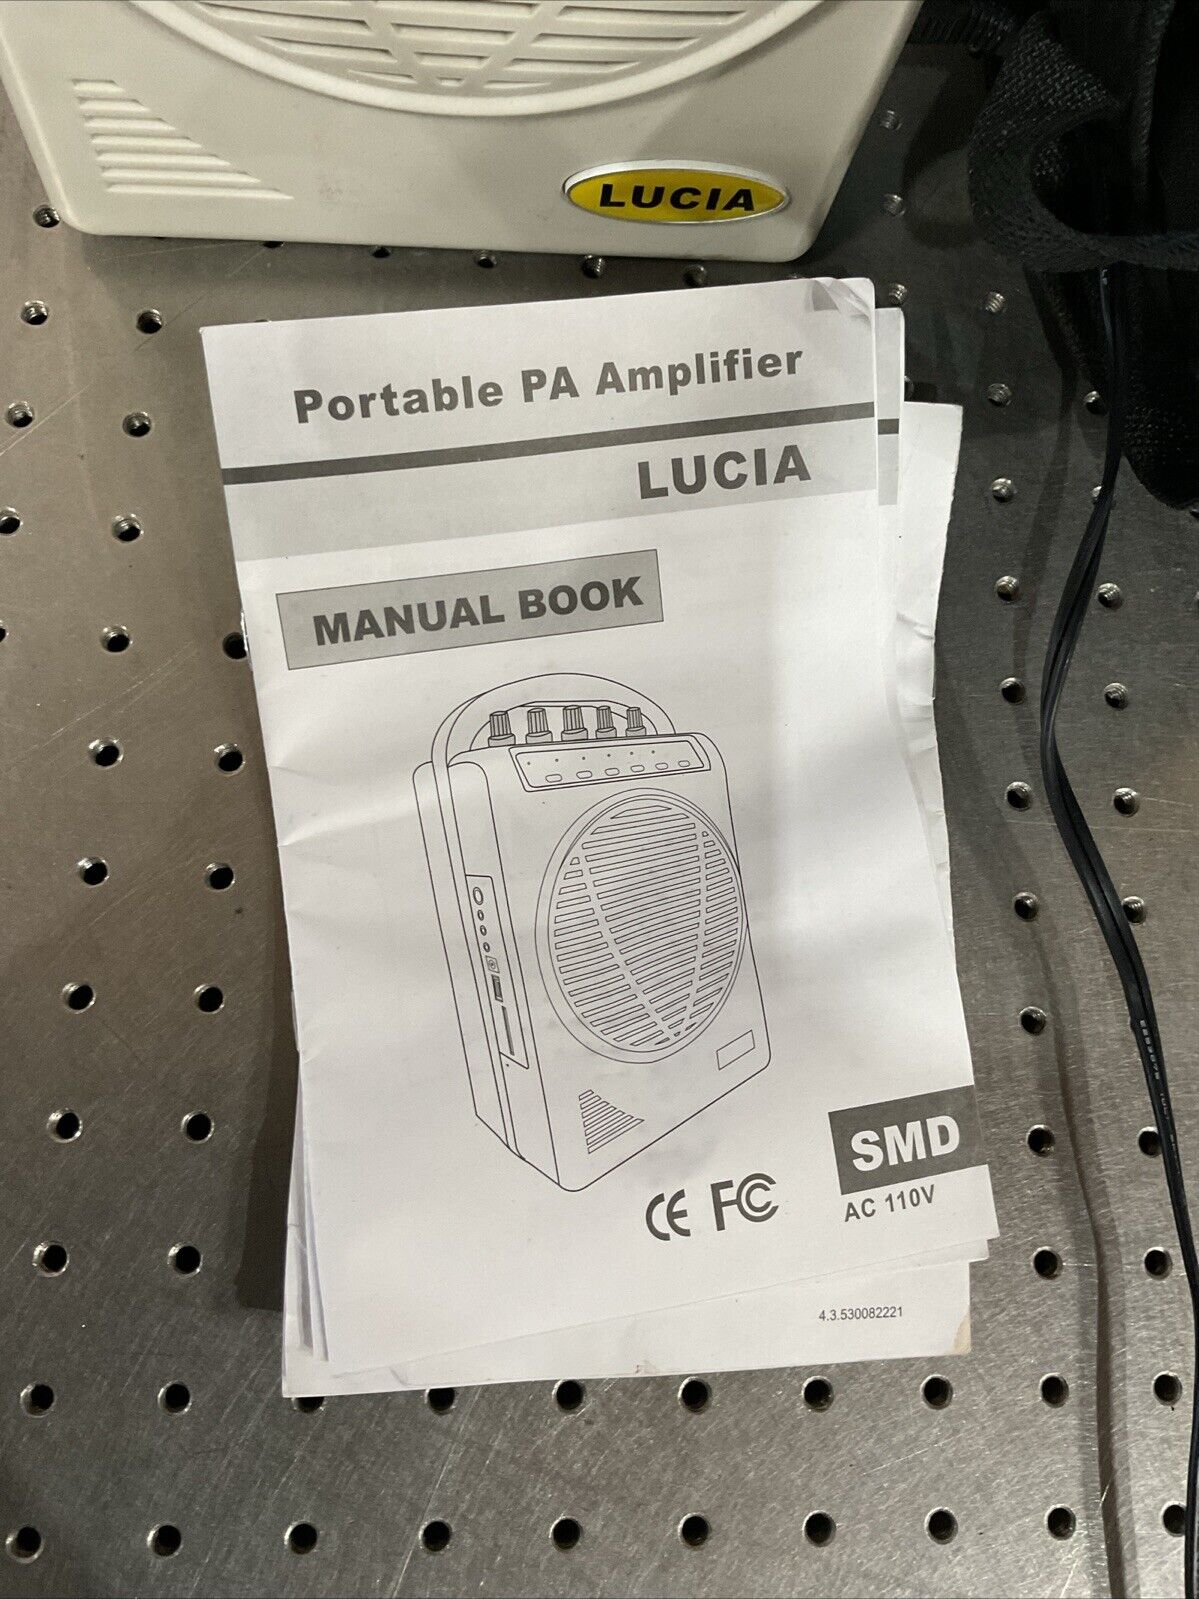 LUCIA
Portable PA Amplifier
LUCIA
MANUAL BOOK
CE FC
SMD
AC 110V
4.3.530082221